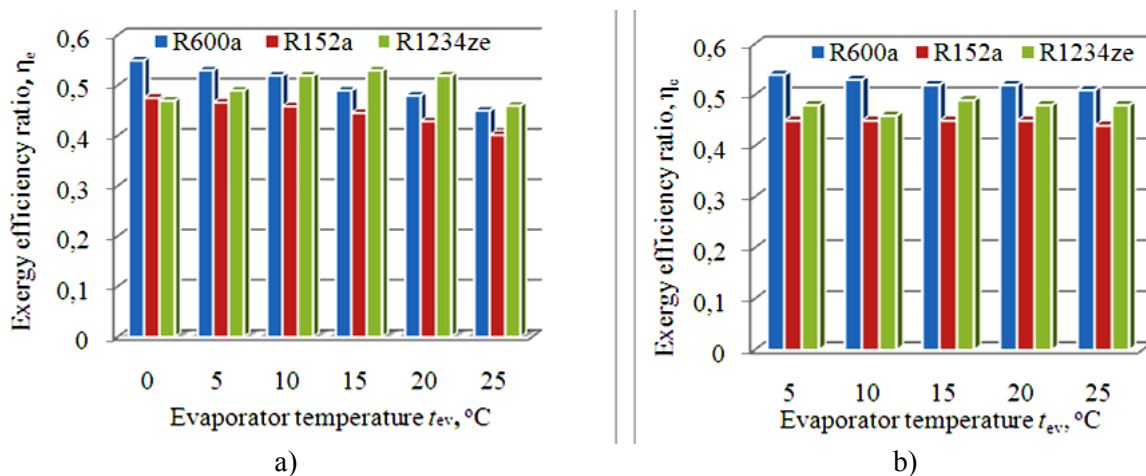 0,6
0,5
0,4
0,3
0,2
0,1
0
Exergy efficiency ratio, ηe
R600a R152a R1234ze
0 5 10 15 20 25
Evaporator temperature tev, ºC
a)
0,6
0,5
0,4
0,3
0,2
0,1
0
Exergy efficiency ratio, ηe
R600a R152a R1234ze
5 10 15 20 25
Evaporator temperature tev, ºC
b)